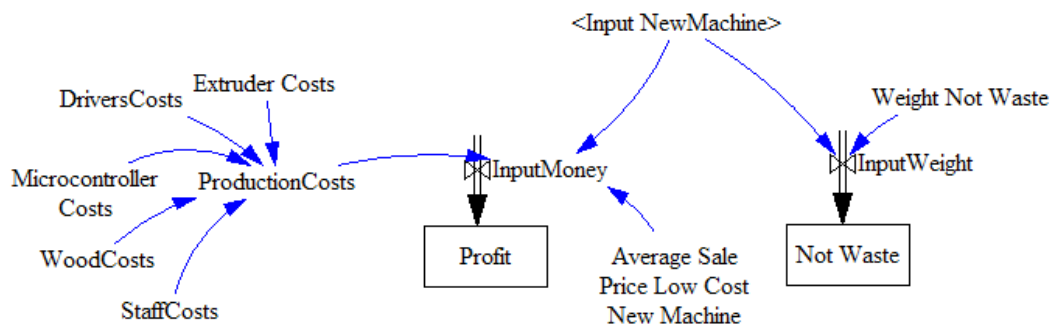 <Input NewMachine>
Extruder Costs
DriversCosts
Weight Not Waste
Microcontroller
Costs
ProductionCosts
InputMoney
InputWeight
WoodCosts
StaffCosts
Profit
Average Sale
Price Low Cost
New Machine
Not Waste